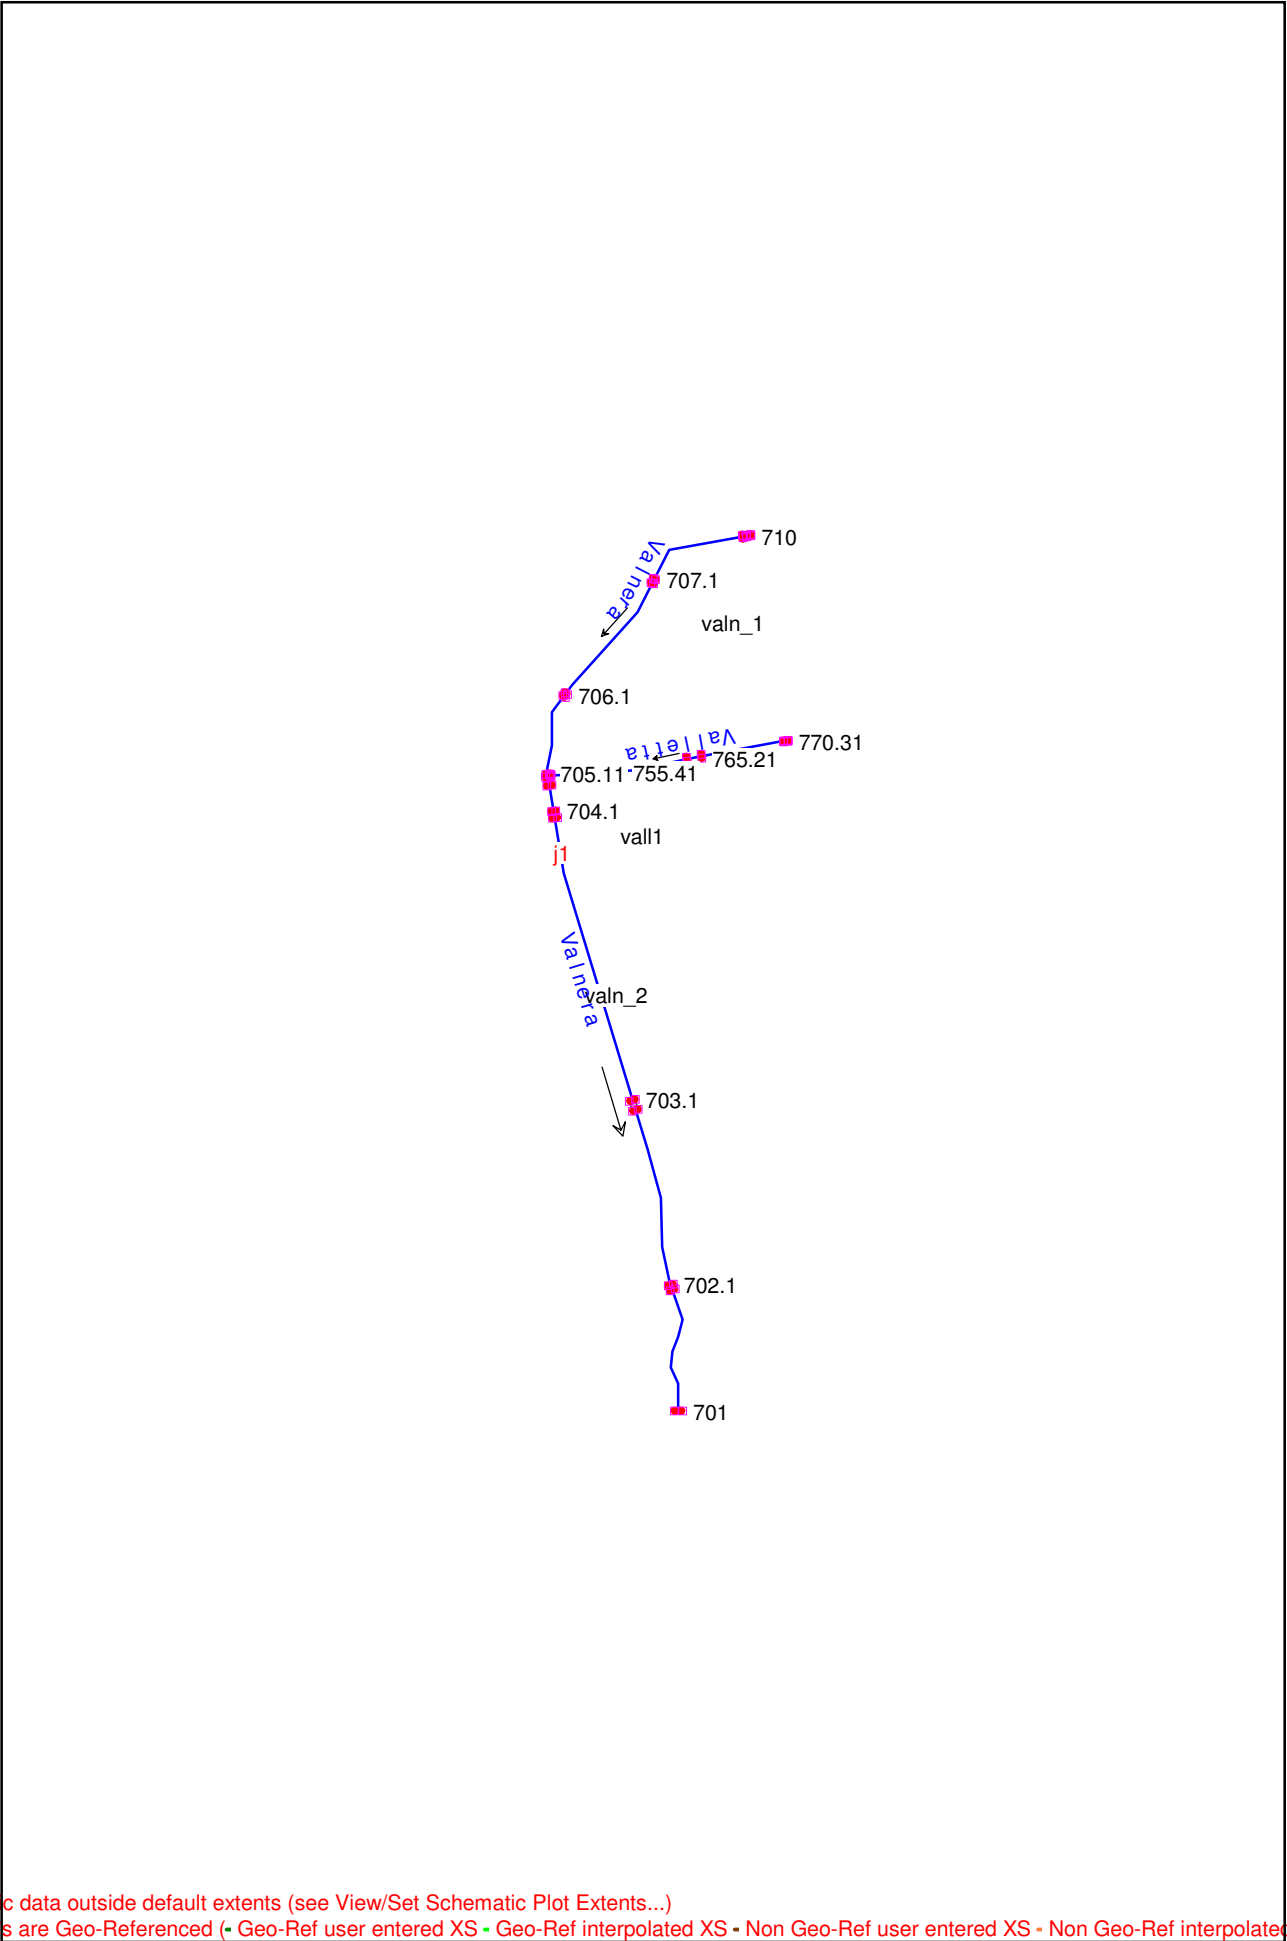 710
Valnera
707.1
valn_1
706.1
Valletta
770.31
765.21
705.11
755.41
704.1
vall1
j1
Valnera
valn_2
703.1
702.1
701
c data outside default extents (see View/Set Schematic Plot Extents...)
s are Geo-Referenced (- Geo-Ref user entered XS - Geo-Ref interpolated XS - Non Geo-Ref user entered XS - Non Geo-Ref interpolated